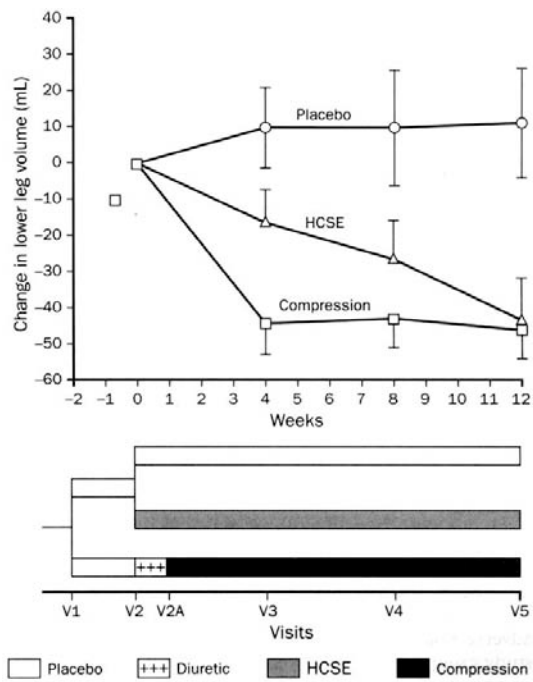 40
30
20
10
0
−10
−20
−30
−40
−50
−60
Change in lower leg volume (mL)
Placebo
HCSE
Compression
−2 −1 0 1 2 3 4 5 6 7 8 9 10 11 12
Weeks
+++
V1 V2 V2A V3 V4 V5
Visits
Placebo +++ Diuretic HCSE Compression